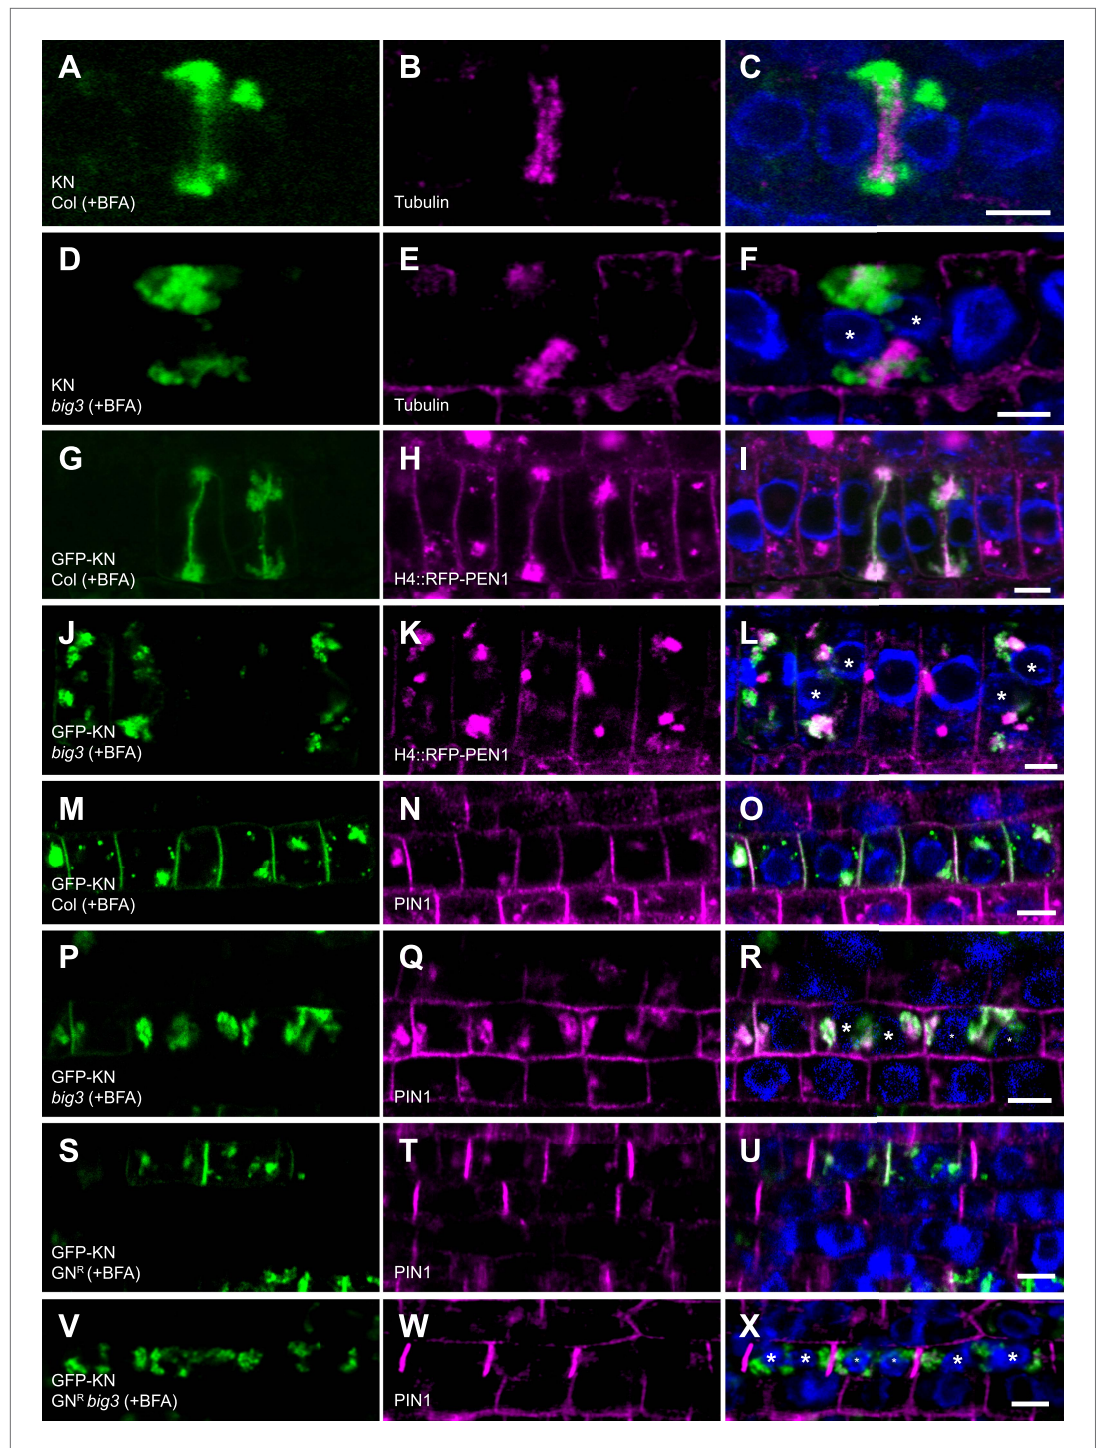 A
B
C
KN
Col (+BFA)
Tubulin
D
E
F
*
*
KN
big3 (+BFA)
Tubulin
G
H
I
GFP-KN
Col (+BFA)
H4::RFP-PEN1
J
K
L
*
*
*
*
GFP-KN
big3 (+BFA)
H4::RFP-PEN1
M
N
O
GFP-KN
Col (+BFA)
PIN1
P
Q
R
* * * *
GFP-KN
big3 (+BFA)
PIN1
S
T
U
GFP-KN
GNᴿ (+BFA)
PIN1
V
W
X
* * * * * *
GFP-KN
GNᴿ big3 (+BFA)
PIN1